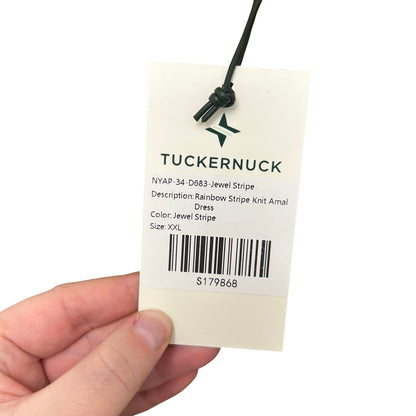 TUCKERNUCK
NYAP-34-D683-Jewel Stripe
Description: Rainbow Stripe Knit Amal
Dress
Color: Jewel Stripe
Size: XXL
S179868